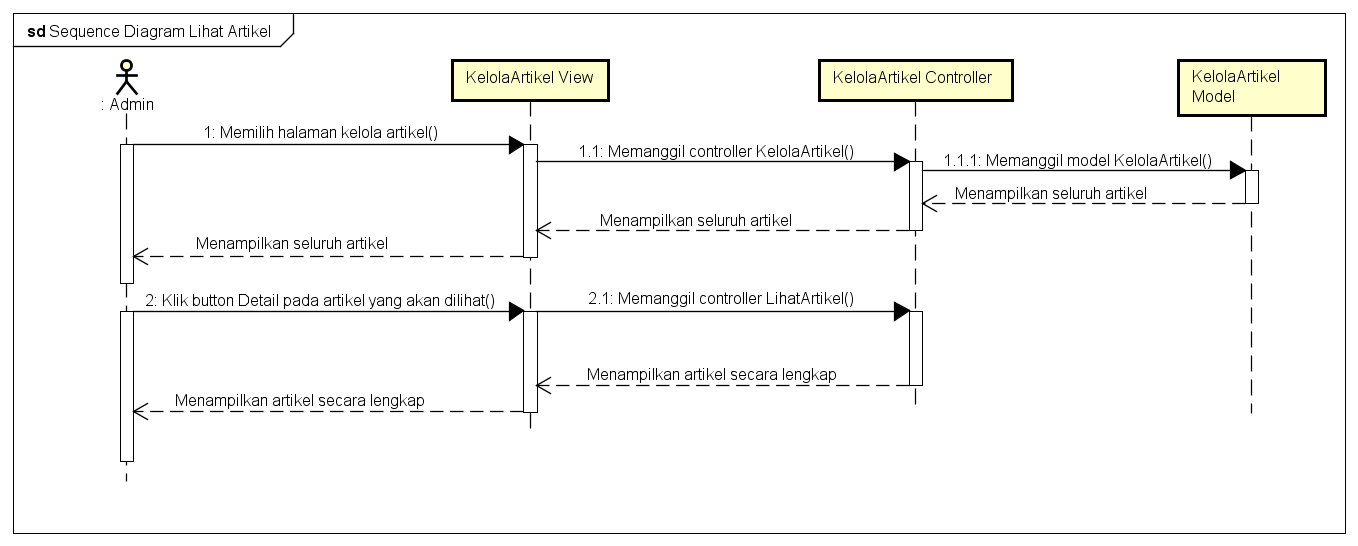 sd Sequence Diagram Lihat Artikel
: Admin
KelolaArtikel View
KelolaArtikel Controller
KelolaArtikel
Model
1: Memilih halaman kelola artikel()
1.1: Memanggil controller KelolaArtikel()
1.1.1: Memanggil model KelolaArtikel()
Menampilkan seluruh artikel
Menampilkan seluruh artikel
Menampilkan seluruh artikel
2: Klik button Detail pada artikel yang akan dilihat()
2.1: Memanggil controller LihatArtikel()
Menampilkan artikel secara lengkap
Menampilkan artikel secara lengkap